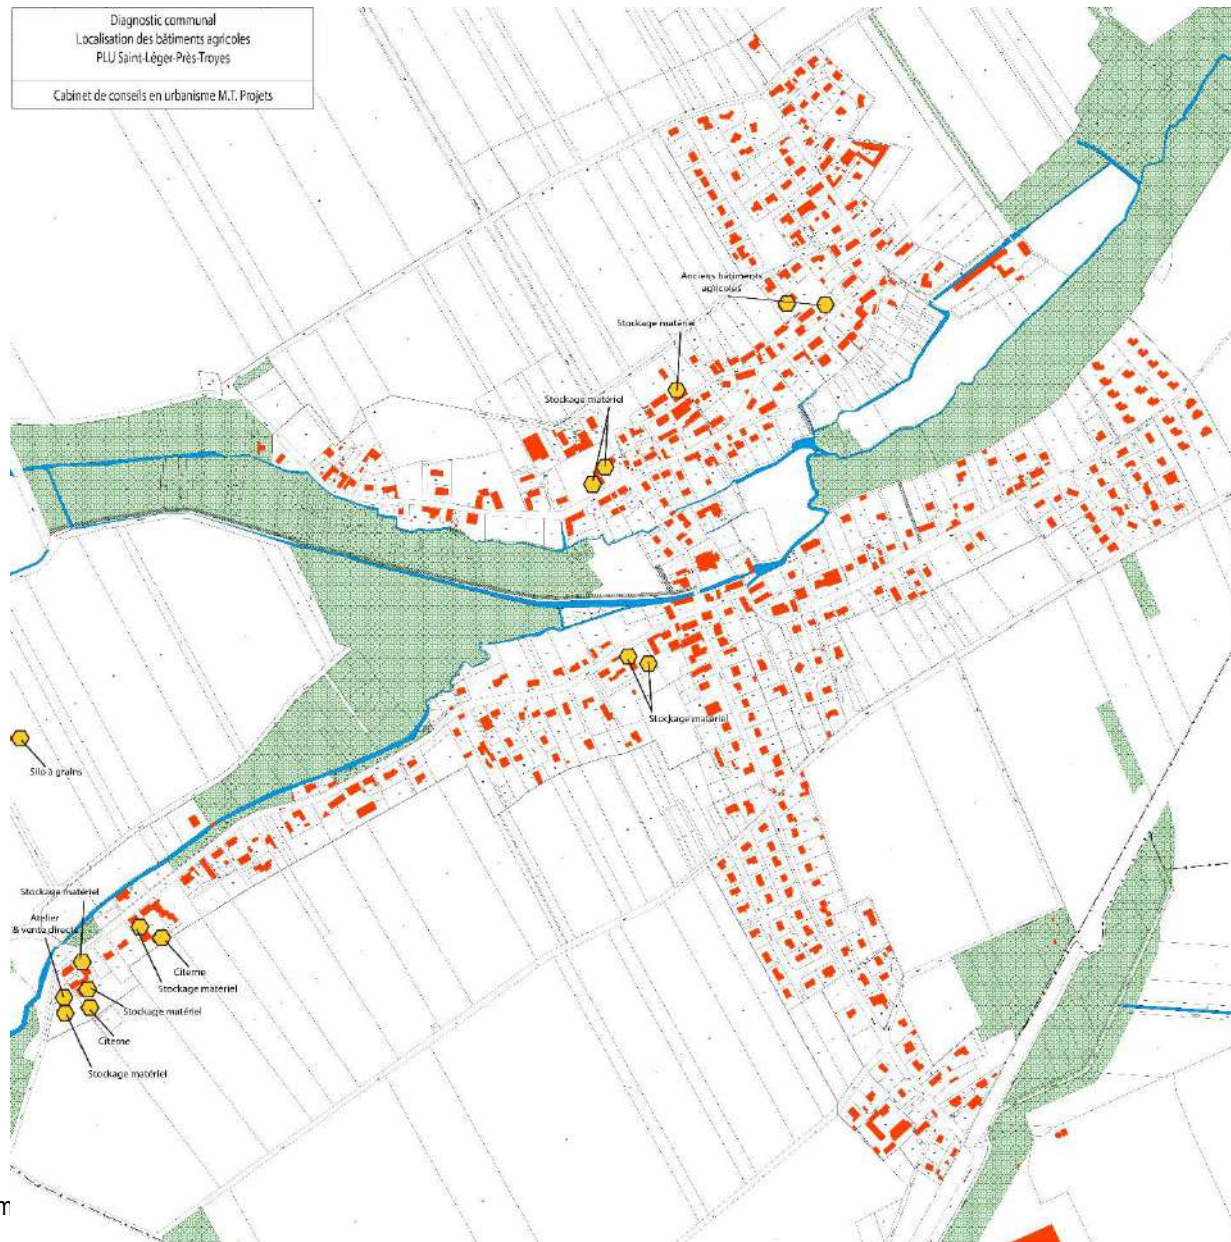 Diagnostic communal
Localisation des bâtiments agricoles
PLU Saint-Léger-Près-Troyes
Cabinet de conseils en urbanisme M.T. Projets
Anciens bâtiments
agricoles
Stockage matériel
Stockage matériel
Stockage matériel
Silo à grains
Stockage matériel
Atelier
& vente directe
Citerne
Stockage matériel
Stockage matériel
Citerne
Stockage matériel
m